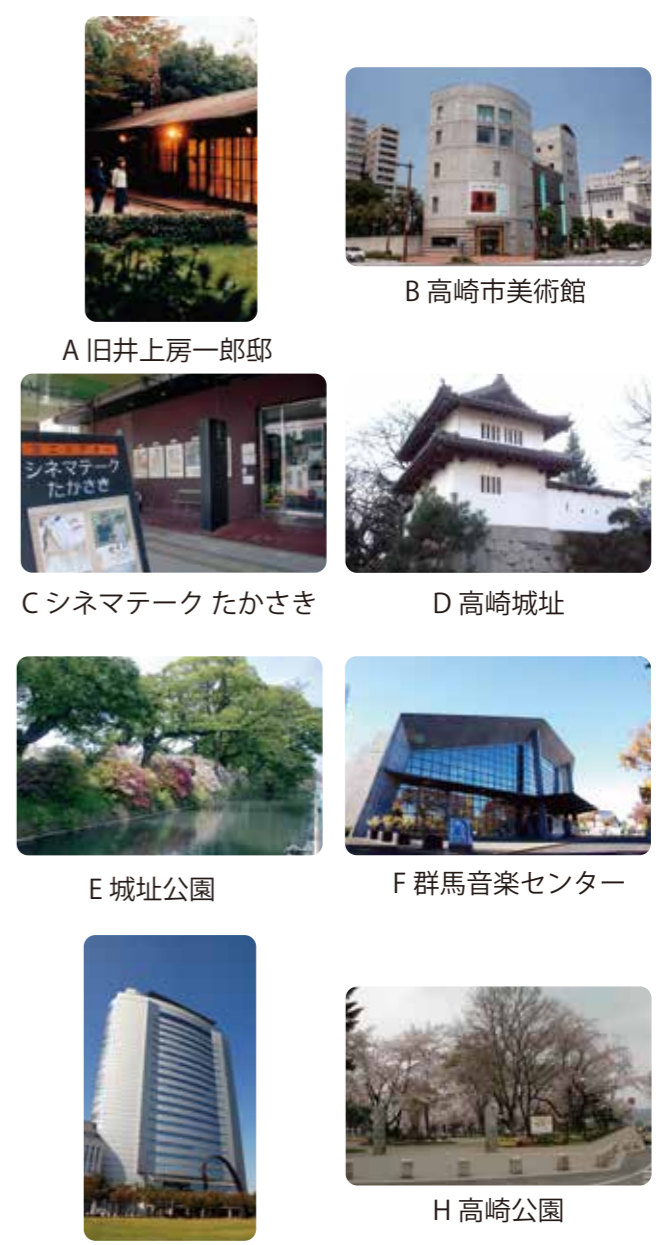 A 旧井上房一郎邸
B 高崎市美術館
シネマテーク
たかさき
C シネマテーク たかさき
D 高崎城址
E 城址公園
F 群馬音楽センター
H 高崎公園